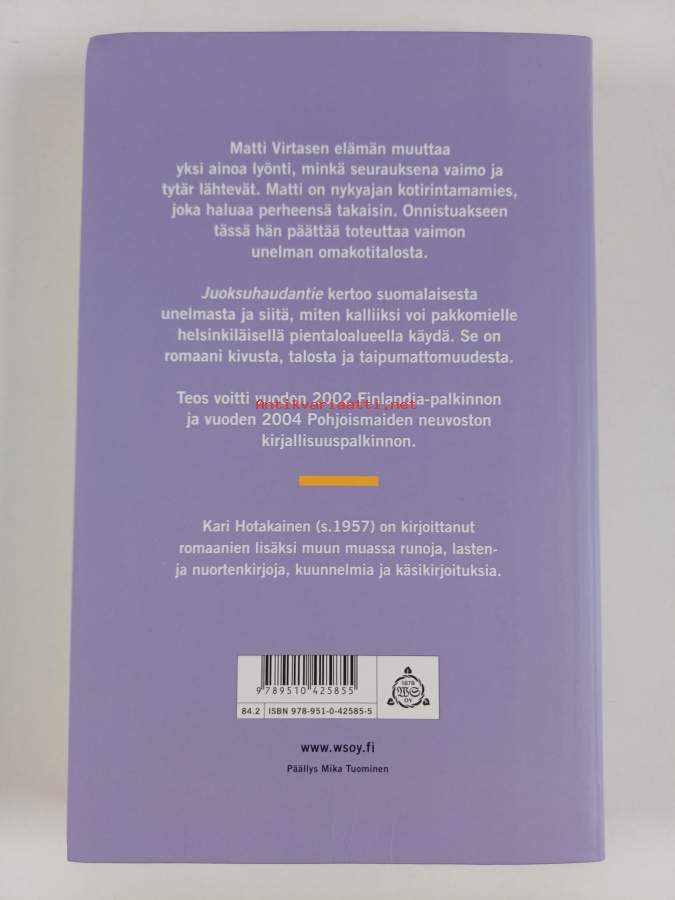 Matti Virtasen elämän muuttaa
yksi ainoa lyönti, minkä seurauksena vaimo ja
tytär lähtevät. Matti on nykyajan kotirintamamies,
joka haluaa perheensä takaisin. Onnistuakseen
tässä hän päättää toteuttaa vaimon
unelman omakotitalosta.
Juoksuhaudantie kertoo suomalaisesta
unelmasta ja siitä, miten kalliiksi voi pakkomielle
helsinkiläisellä pientaloalueella käydä. Se on
romaani kivusta, talosta ja taipumattomuudesta.
Teos voitti vuoden 2002 Finlandia-palkinnon
Antikvariaatti.net
ja vuoden 2004 Pohjoismaiden neuvoston
kirjallisuuspalkinnon.
Kari Hotakainen (s.1957) on kirjoittanut
romaanien lisäksi muun muassa runoja, lasten-
ja nuortenkirjoja, kuunnelmia ja käsikirjoituksia.
9 789510 425855
84.2 ISBN 978-951-0-42585-5
1878
WS
OY
www.wsoy.fi
Päällys Mika Tuominen